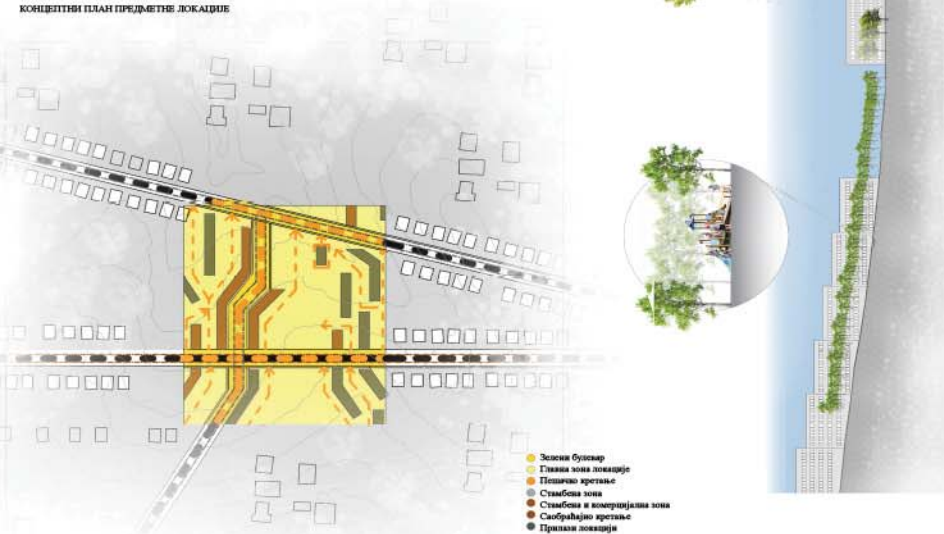 КОНЦЕПТНИ ПЛАН ПРЕДМЕТНЕ ЛОКАЦИЈЕ
Зелени булевар
Главна зона локације
Пешачко кретање
Стамбена зона
Стамбена и комерцијална зона
Саобраћајно кретање
Прилази локацији